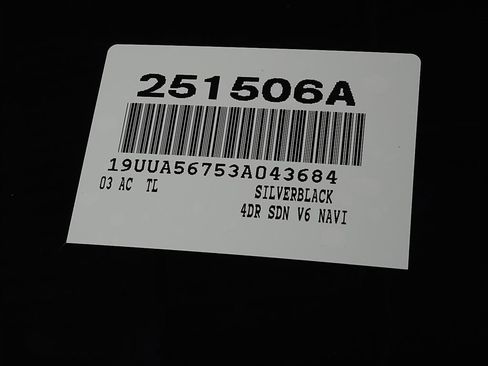 251506A
19UUA56753A043684
03 AC TL SILVERBLACK
4DR SDN V6 NAVI